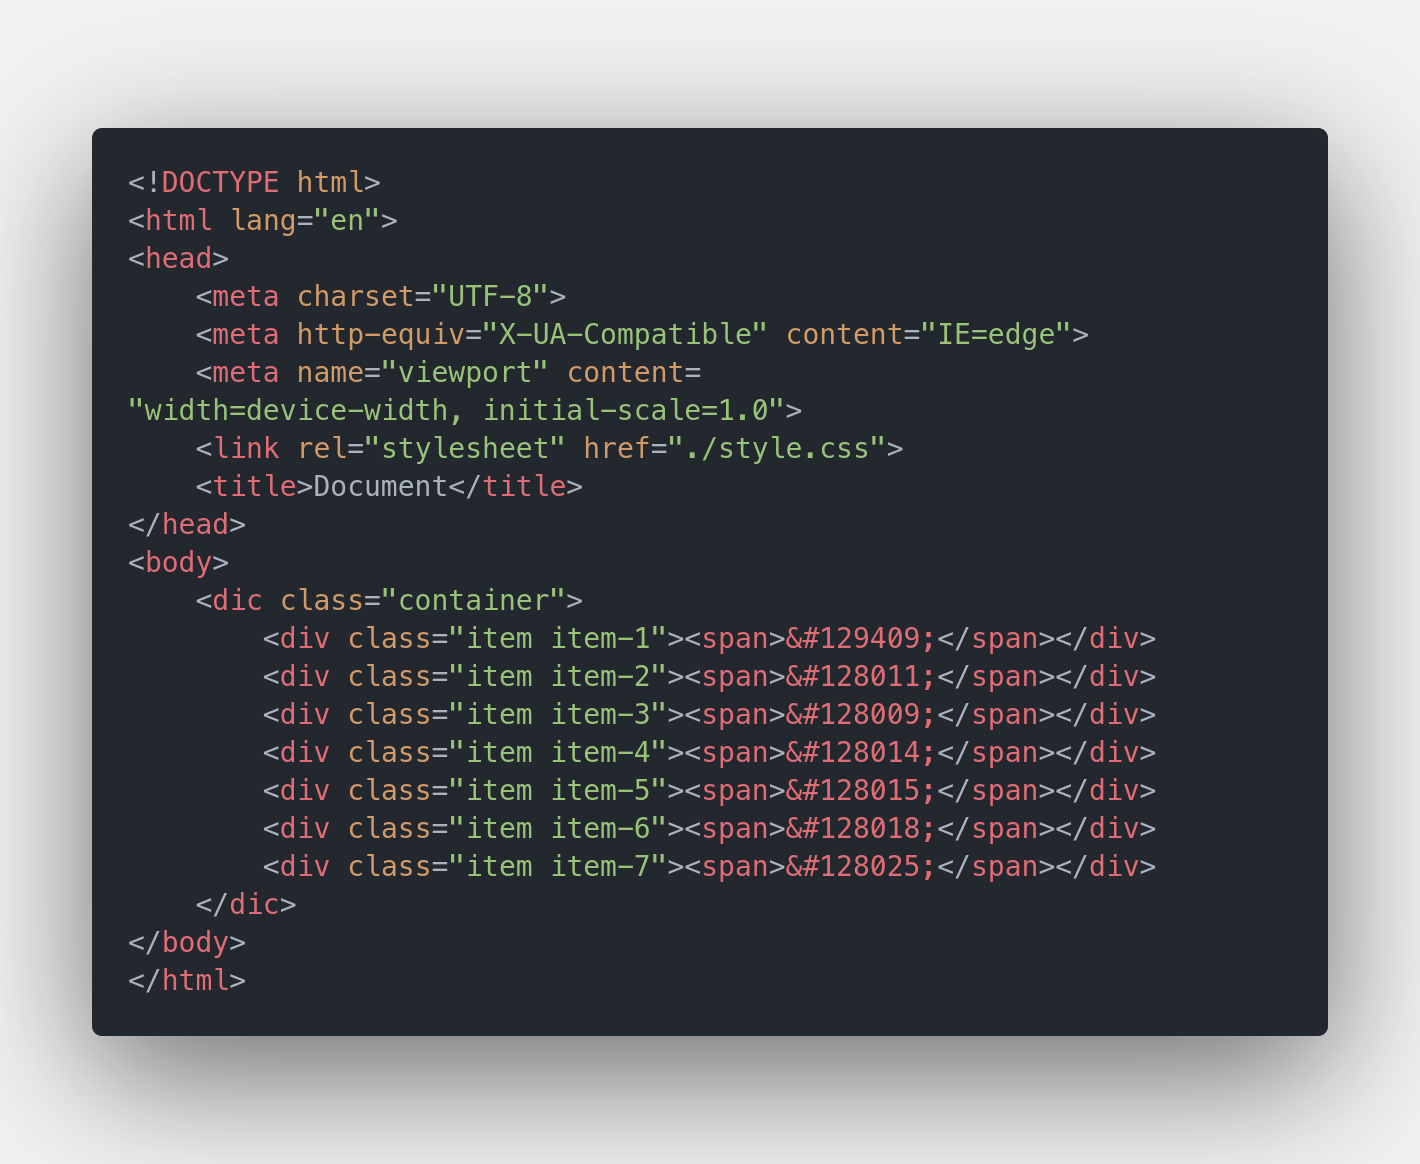 <!DOCTYPE html>
<html lang="en">
<head>
    <meta charset="UTF-8">
    <meta http-equiv="X-UA-Compatible" content="IE=edge">
    <meta name="viewport" content=
"width=device-width, initial-scale=1.0">
    <link rel="stylesheet" href="./style.css">
    <title>Document</title>
</head>
<body>
    <dic class="container">
        <div class="item item-1"><span>&#129409;</span></div>
        <div class="item item-2"><span>&#128011;</span></div>
        <div class="item item-3"><span>&#128009;</span></div>
        <div class="item item-4"><span>&#128014;</span></div>
        <div class="item item-5"><span>&#128015;</span></div>
        <div class="item item-6"><span>&#128018;</span></div>
        <div class="item item-7"><span>&#128025;</span></div>
    </dic>
</body>
</html>